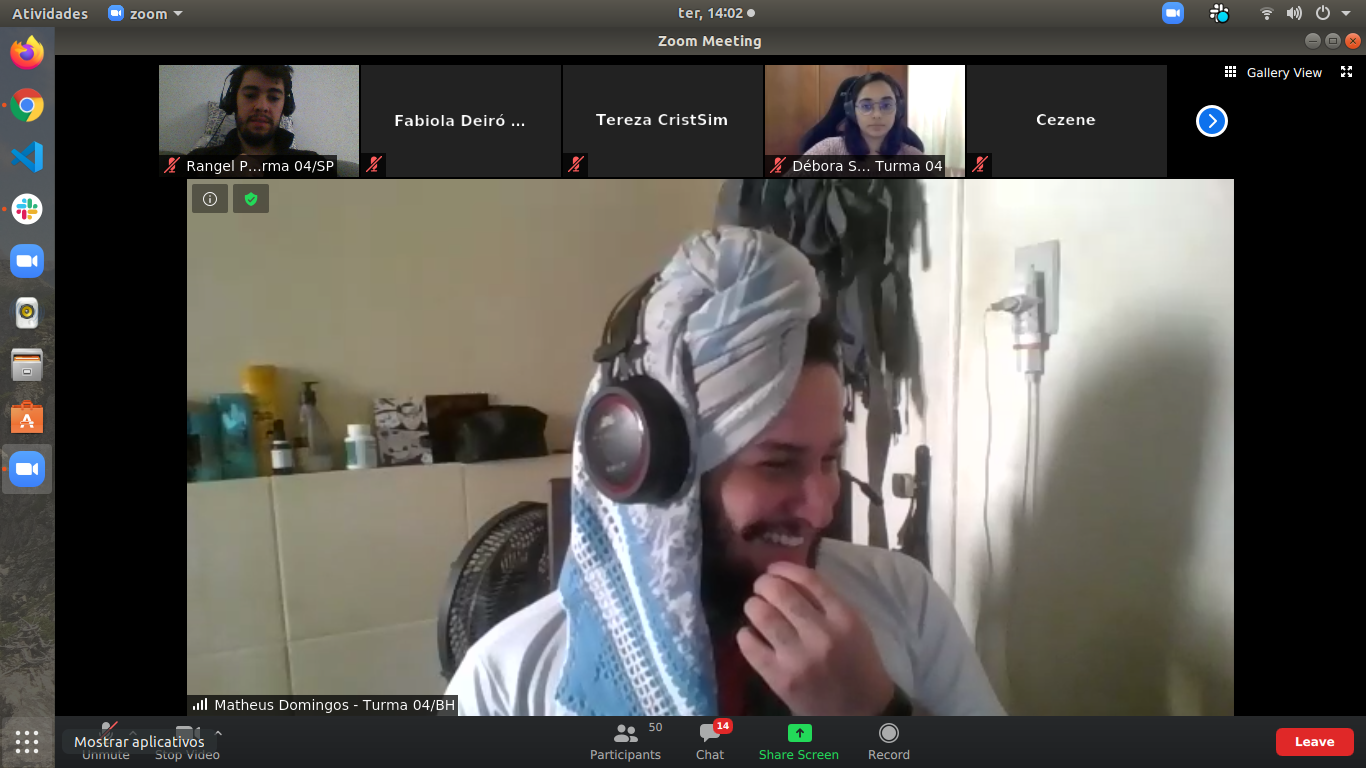 Atividades zoom ter, 14:02
Zoom Meeting
Gallery View
Rangel P...rma 04/SP
Fabiola Deiró ...
Tereza CristSim
Débora S... Turma 04
Cezene
Matheus Domingos - Turma 04/BH
Mostrar aplicativos
Unmute
Stop Video
50
Participants
14
Chat
Share Screen
Record
Leave